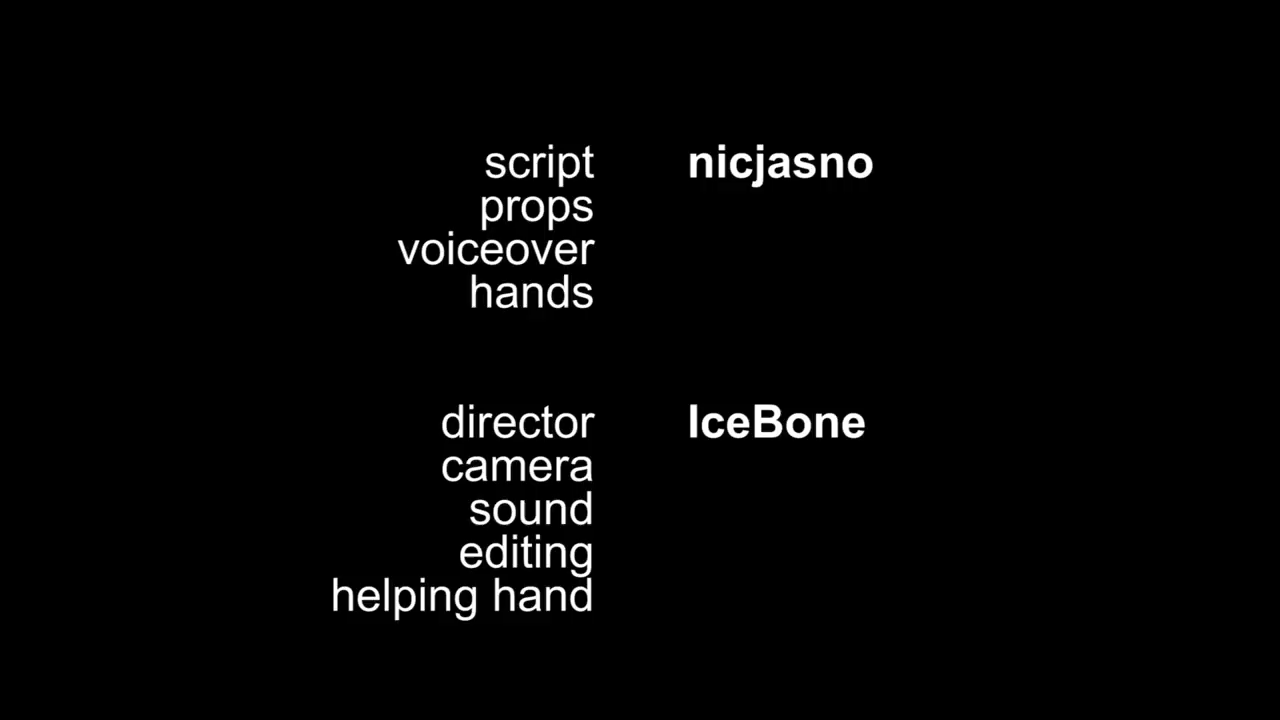 script nicjasno
props
voiceover
hands
director IceBone
camera
sound
editing
helping hand